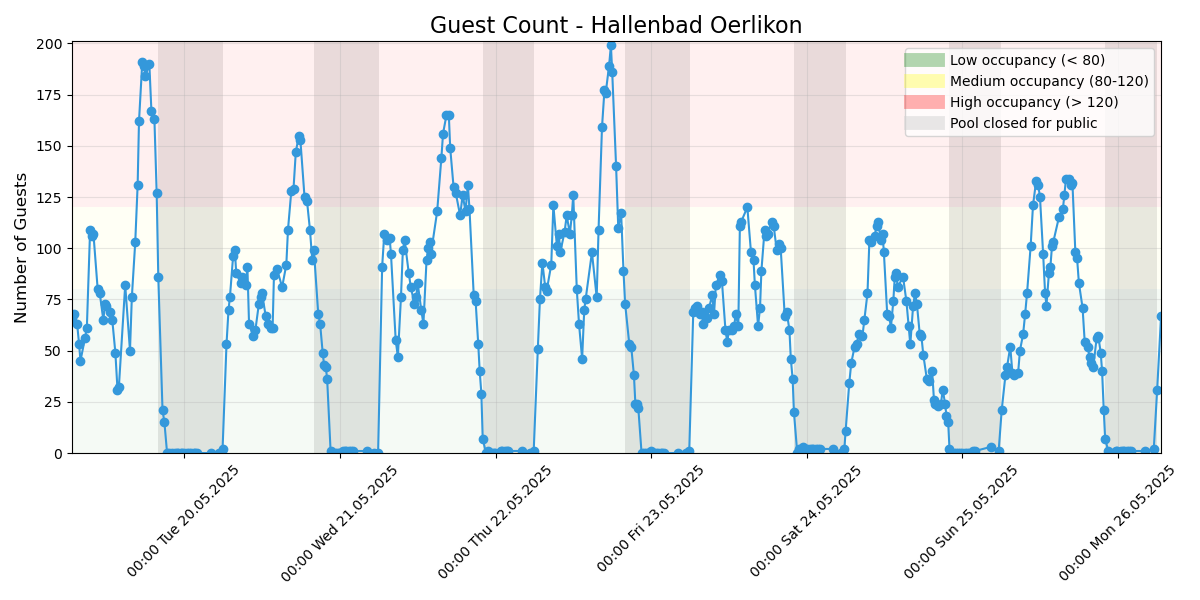 Guest Count - Hallenbad Oerlikon
Number of Guests
200
175
150
125
100
75
50
25
0
Low occupancy (< 80)
Medium occupancy (80-120)
High occupancy (> 120)
Pool closed for public
00:00 Tue 20.05.2025
00:00 Wed 21.05.2025
00:00 Thu 22.05.2025
00:00 Fri 23.05.2025
00:00 Sat 24.05.2025
00:00 Sun 25.05.2025
00:00 Mon 26.05.2025